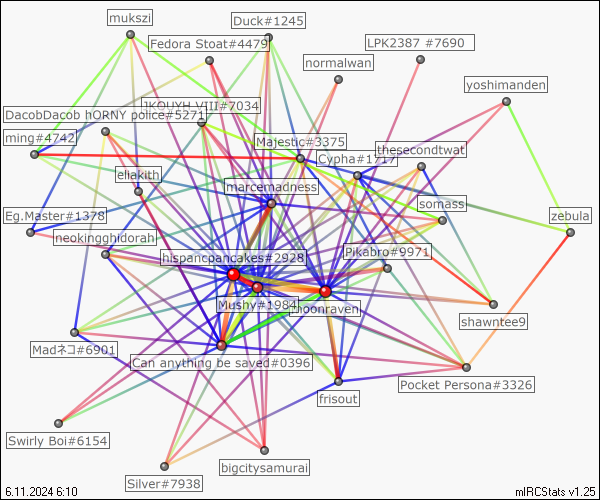 mukszi
Duck#1245
Fedora Stoat#4479
LPK2387 #7690
normalwan
yoshimanden
JKOUYH VIII#7034
DacobDacob hORNY police#5271
ming#4742
Majestic#3375
Cypha#1717
thesecondtwat
eliakith
marcemadness
somass
Eg.Master#1378
zebula
neokingghidorah
hispancpancakes#2928
Pikabro#9971
Mushy#1984
Moonraven
shawntee9
Madネコ#6901
Can anything be saved#0396
Pocket Persona#3326
frisout
Swirly Boi#6154
bigcitysamurai
Silver#7938
6.11.2024 6:10
mIRCStats v1.25